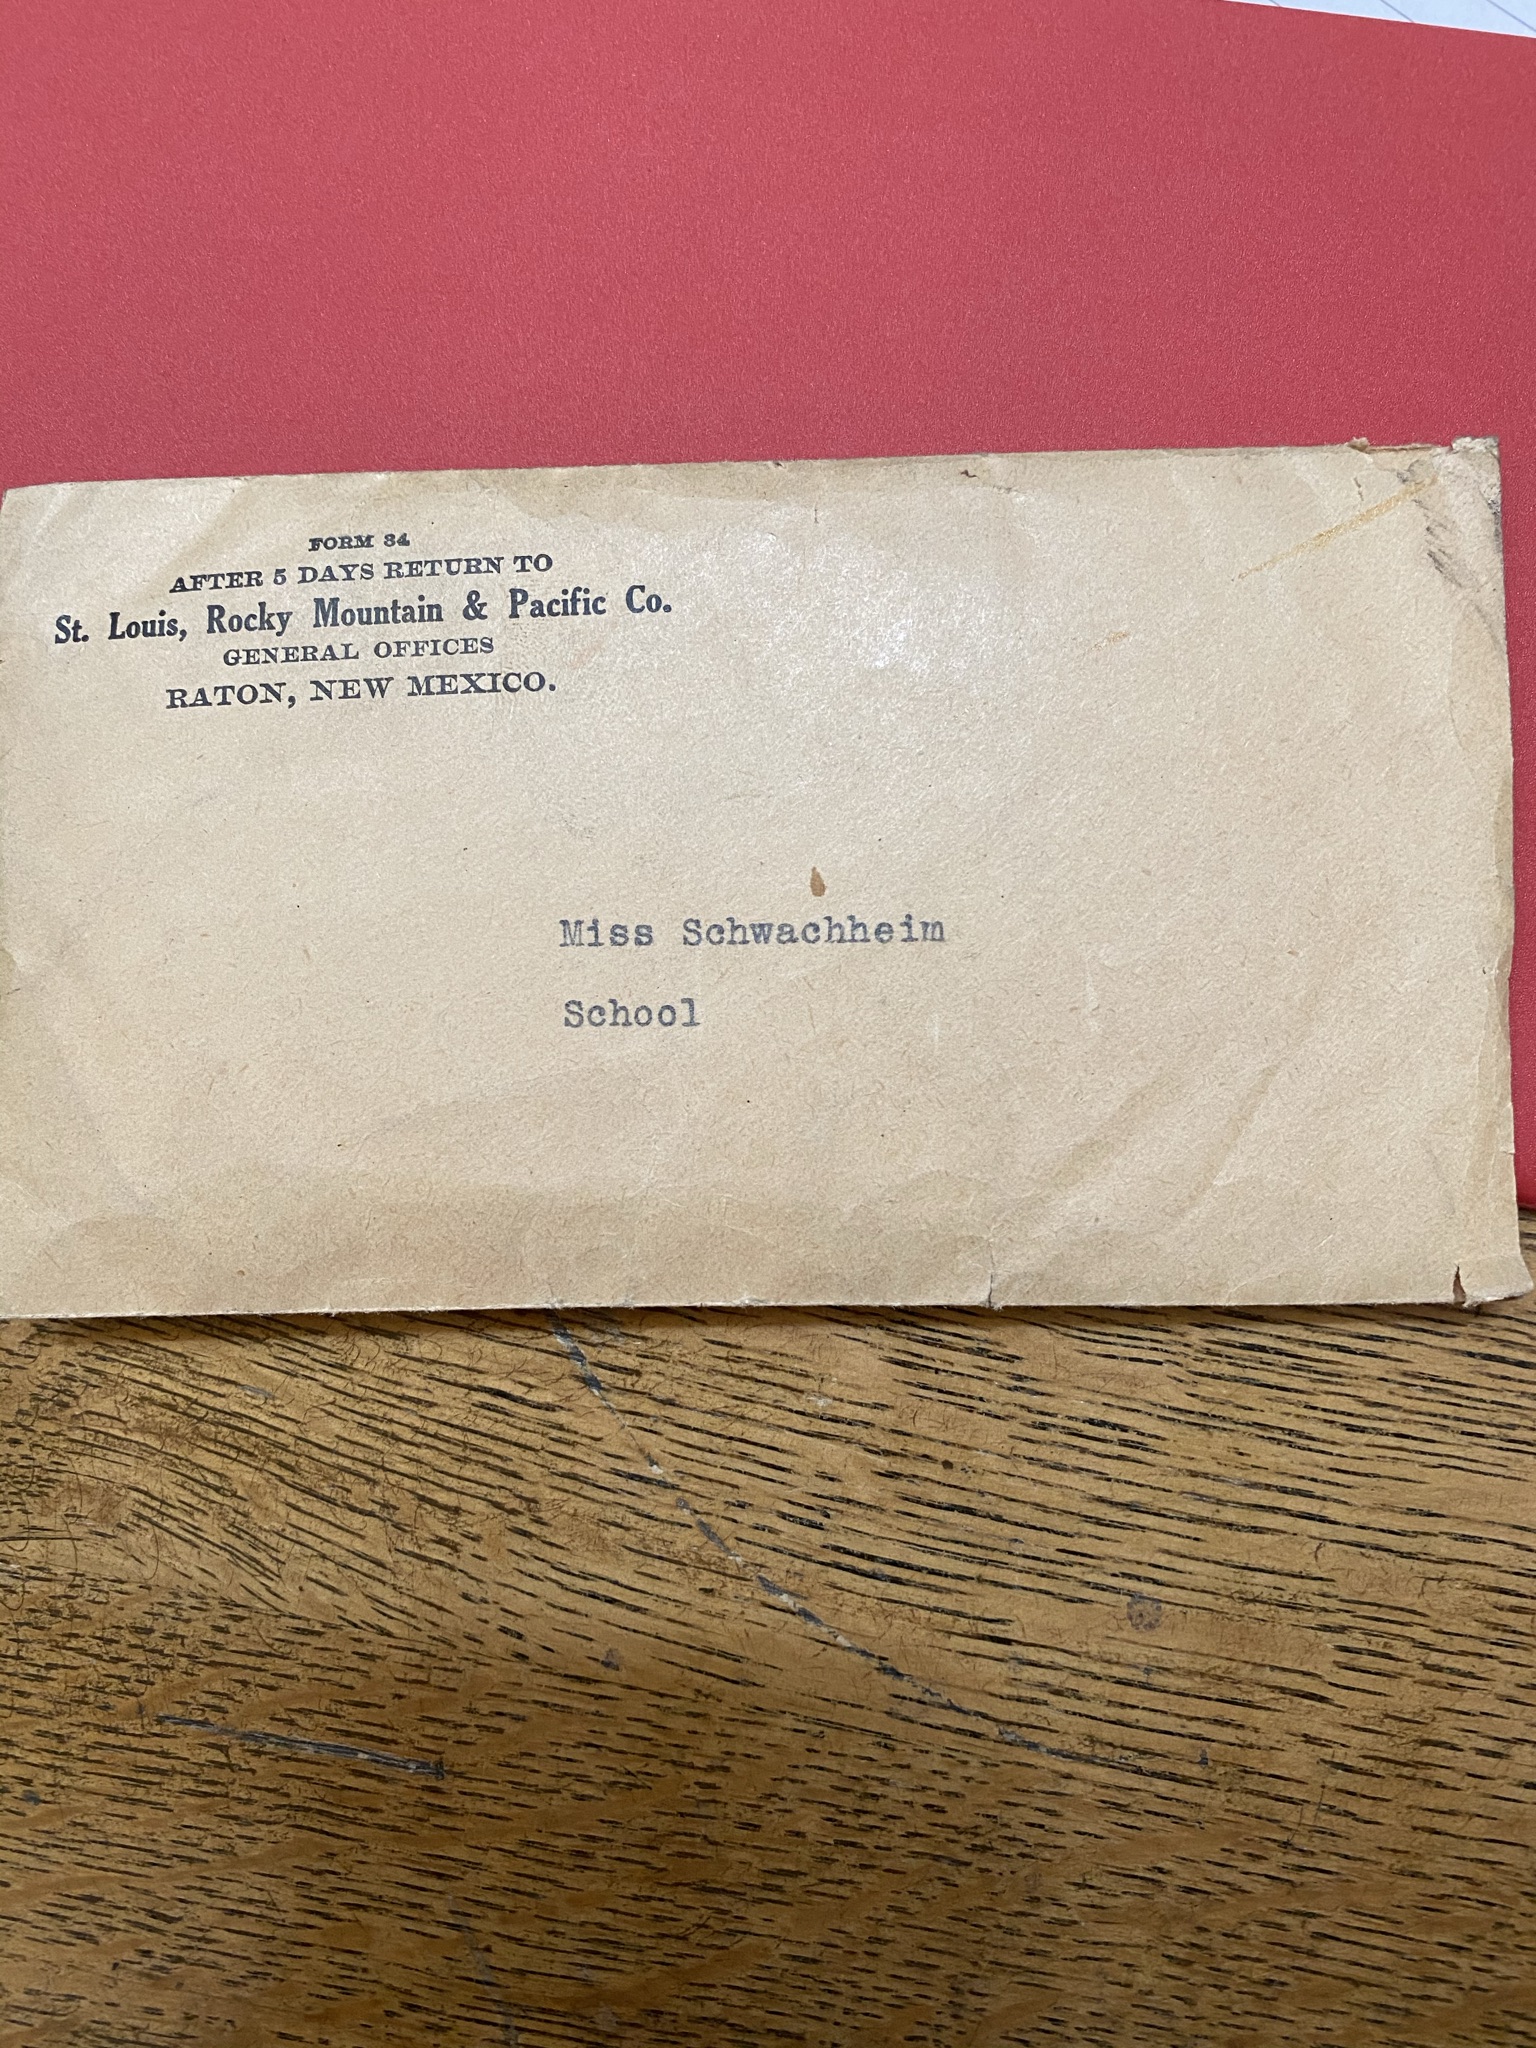 FORM 34
AFTER 5 DAYS RETURN TO
St. Louis, Rocky Mountain & Pacific Co.
GENERAL OFFICES
RATON, NEW MEXICO.
Miss Schwachheim
School